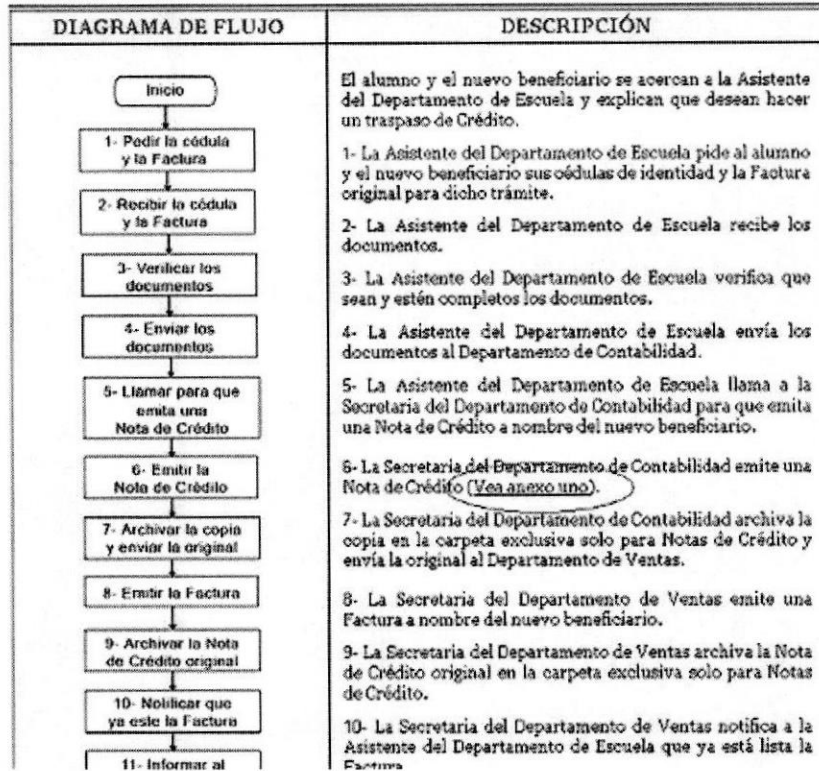 DIAGRAMA DE FLUJO
DESCRIPCIÓN
Inicio
1- Pedir la cédula
y la Factura
2- Recibir la cédula
y la Factura
3- Verificar los
documentos
4- Enviar los
documentos
5- Llamar para que
emita una
Nota de Crédito
6- Emitir la
Nota de Crédito
7- Archivar la copia
y enviar la original
8- Emitir la Factura
9- Archivar la Nota
de Crédito original
10- Notificar que
ya este la Factura
11- Informar al
El alumno y el nuevo beneficiario se acercan a la Asistente
del Departamento de Escuela y explican que desean hacer
un traspaso de Crédito.
1- La Asistente del Departamento de Escuela pide al alumno
y el nuevo beneficiario sus cédulas de identidad y la Factura
original para dicho trámite.
2- La Asistente del Departamento de Escuela recibe los
documentos.
3- La Asistente del Departamento de Escuela verifica que
sean y estén completos los documentos.
4- La Asistente del Departamento de Escuela envía los
documentos al Departamento de Contabilidad.
5- La Asistente del Departamento de Escuela llama a la
Secretaria del Departamento de Contabilidad para que emita
una Nota de Crédito a nombre del nuevo beneficiario.
6- La Secretaria del Departamento de Contabilidad emite una
Nota de Crédito (Vea anexo uno).
7- La Secretaria del Departamento de Contabilidad archiva la
copia en la carpeta exclusiva solo para Notas de Crédito y
envía la original al Departamento de Ventas.
8- La Secretaria del Departamento de Ventas emite una
Factura a nombre del nuevo beneficiario.
9- La Secretaria del Departamento de Ventas archiva la Nota
de Crédito original en la carpeta exclusiva solo para Notas
de Crédito.
10- La Secretaria del Departamento de Ventas notifica a la
Asistente del Departamento de Escuela que ya está lista la
Factura